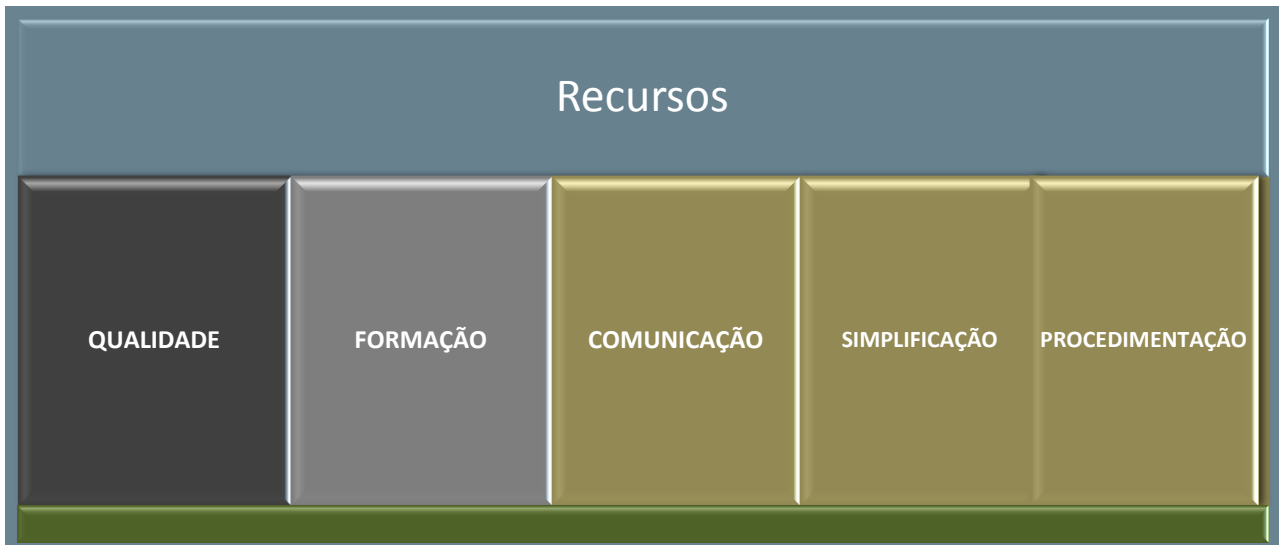 Recursos
QUALIDADE
FORMAÇÃO
COMUNICAÇÃO
SIMPLIFICAÇÃO
PROCEDIMENTAÇÃO